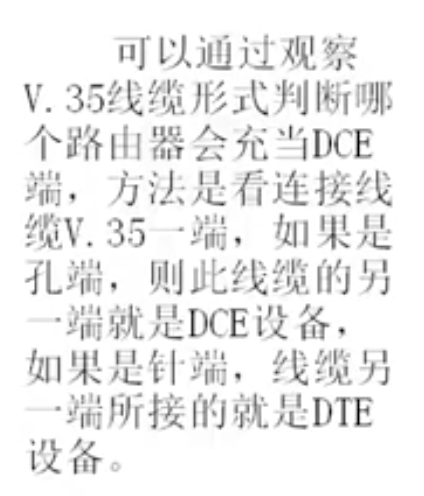 可以通过观察
V.35线缆形式判断哪
个路由器会充当DCE
端，方法是看连接线
缆V.35一端，如果是
孔端，则此线缆的另
一端就是DCE设备，
如果是针端，线缆另
一端所接的就是DTE
设备。